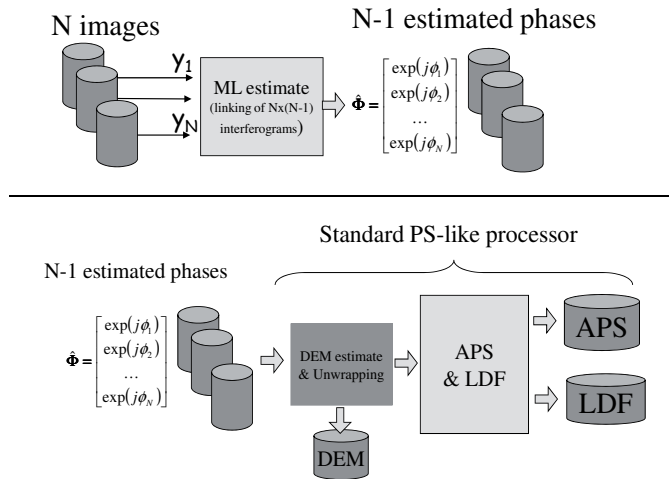 N images
N-1 estimated phases
y1
yN
ML estimate
(linking of Nx(N-1)
interferograms)
Φ̂ =
exp(jϕ1)
exp(jϕ2)
...
exp(jϕN)
Standard PS-like processor
N-1 estimated phases
Φ̂ =
exp(jϕ1)
exp(jϕ2)
...
exp(jϕN)
DEM estimate
& Unwrapping
APS
& LDF
APS
LDF
DEM